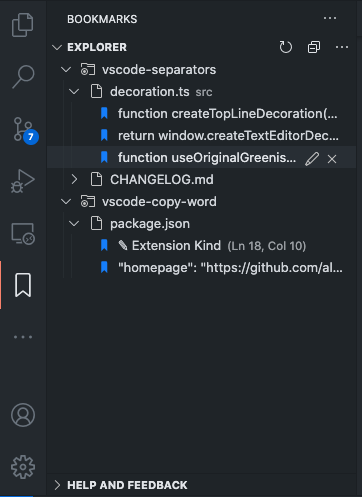 BOOKMARKS
EXPLORER
vscode-separators
decoration.ts src
function createTopLineDecoration(...
return window.createTextEditorDec...
function useOriginalGreenis...
CHANGELOG.md
vscode-copy-word
package.json
✎ Extension Kind (Ln 18, Col 10)
"homepage": "https://github.com/al...
7
HELP AND FEEDBACK